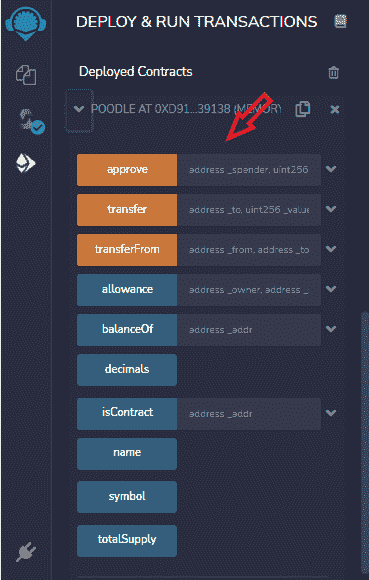 DEPLOY & RUN TRANSACTIONS
Deployed Contracts
POODLE AT 0XD91...39138 (MEMORY)
approve address _spender, uint256
transfer address _to, uint256 _value
transferFrom address _from, address _to
allowance address _owner, address _
balanceOf address _addr
decimals
isContract address _addr
name
symbol
totalSupply